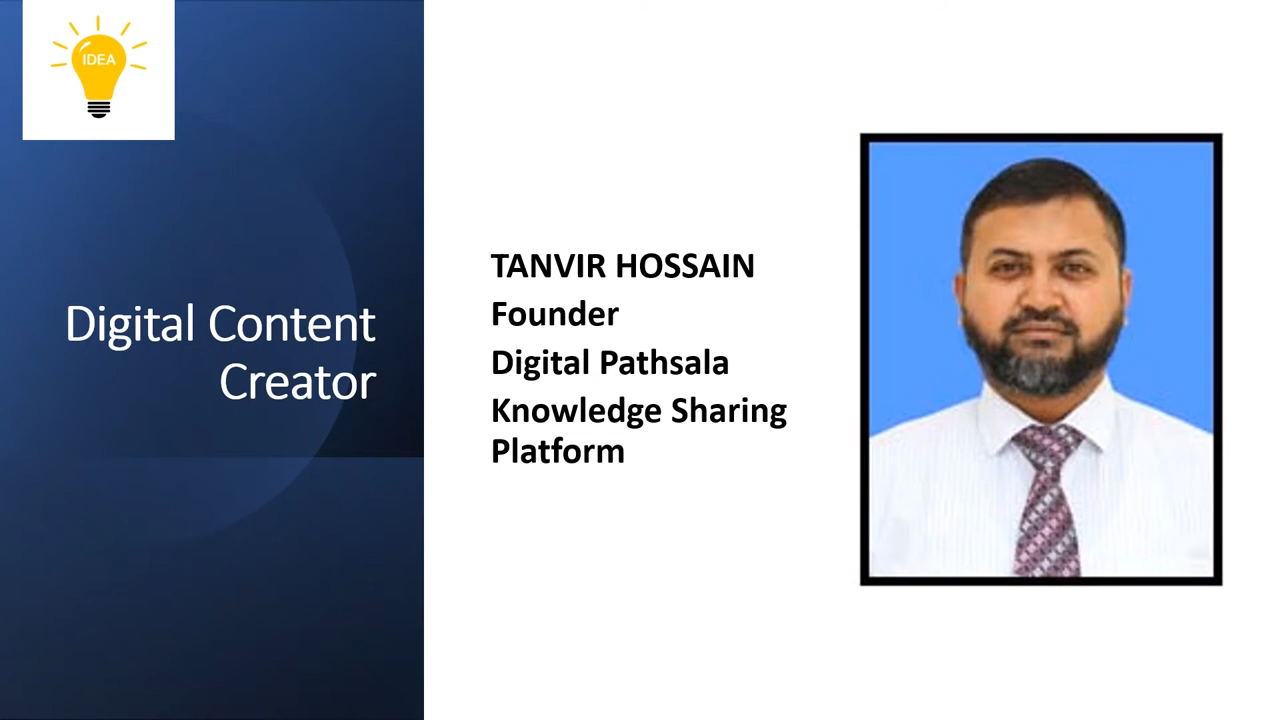 IDEA
Digital Content
Creator
TANVIR HOSSAIN
Founder
Digital Pathsala
Knowledge Sharing
Platform